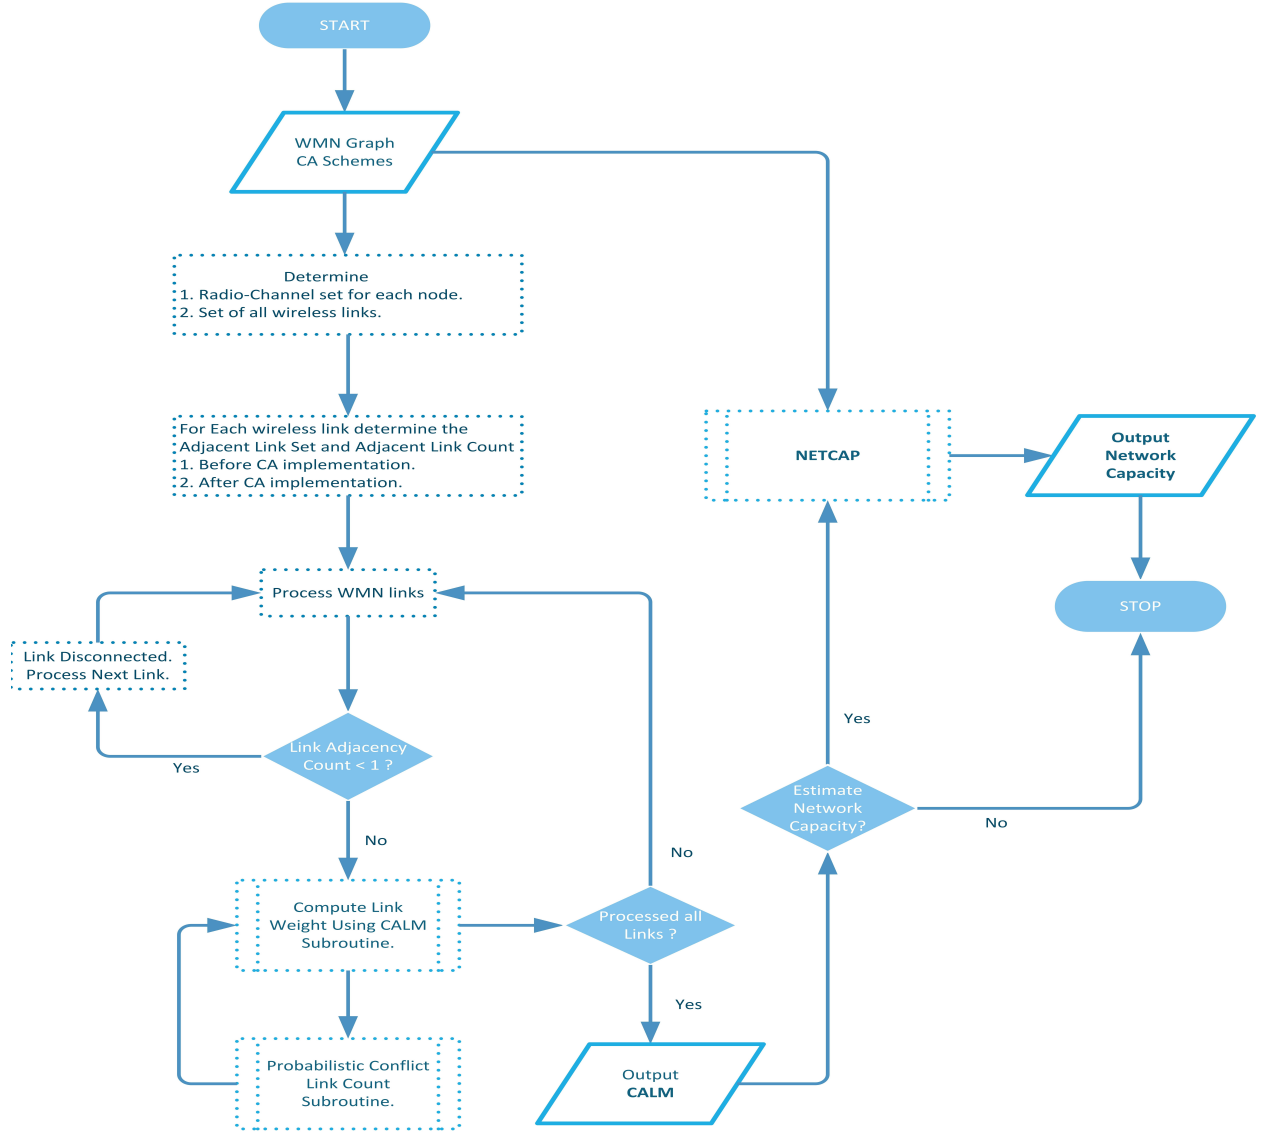 START
WMN Graph
CA Schemes
Determine
1. Radio-Channel set for each node.
2. Set of all wireless links.
For Each wireless link determine the
Adjacent Link Set and Adjacent Link Count
1. Before CA implementation.
2. After CA implementation.
Process WMN links
Link Disconnected.
Process Next Link.
Link Adjacency
Count < 1 ?
Yes
No
Compute Link
Weight Using CALM
Subroutine.
Probabilistic Conflict
Link Count
Subroutine.
Processed all
Links ?
No
Yes
Output
CALM
Estimate
Network
Capacity?
Yes
No
NETCAP
Output
Network
Capacity
STOP